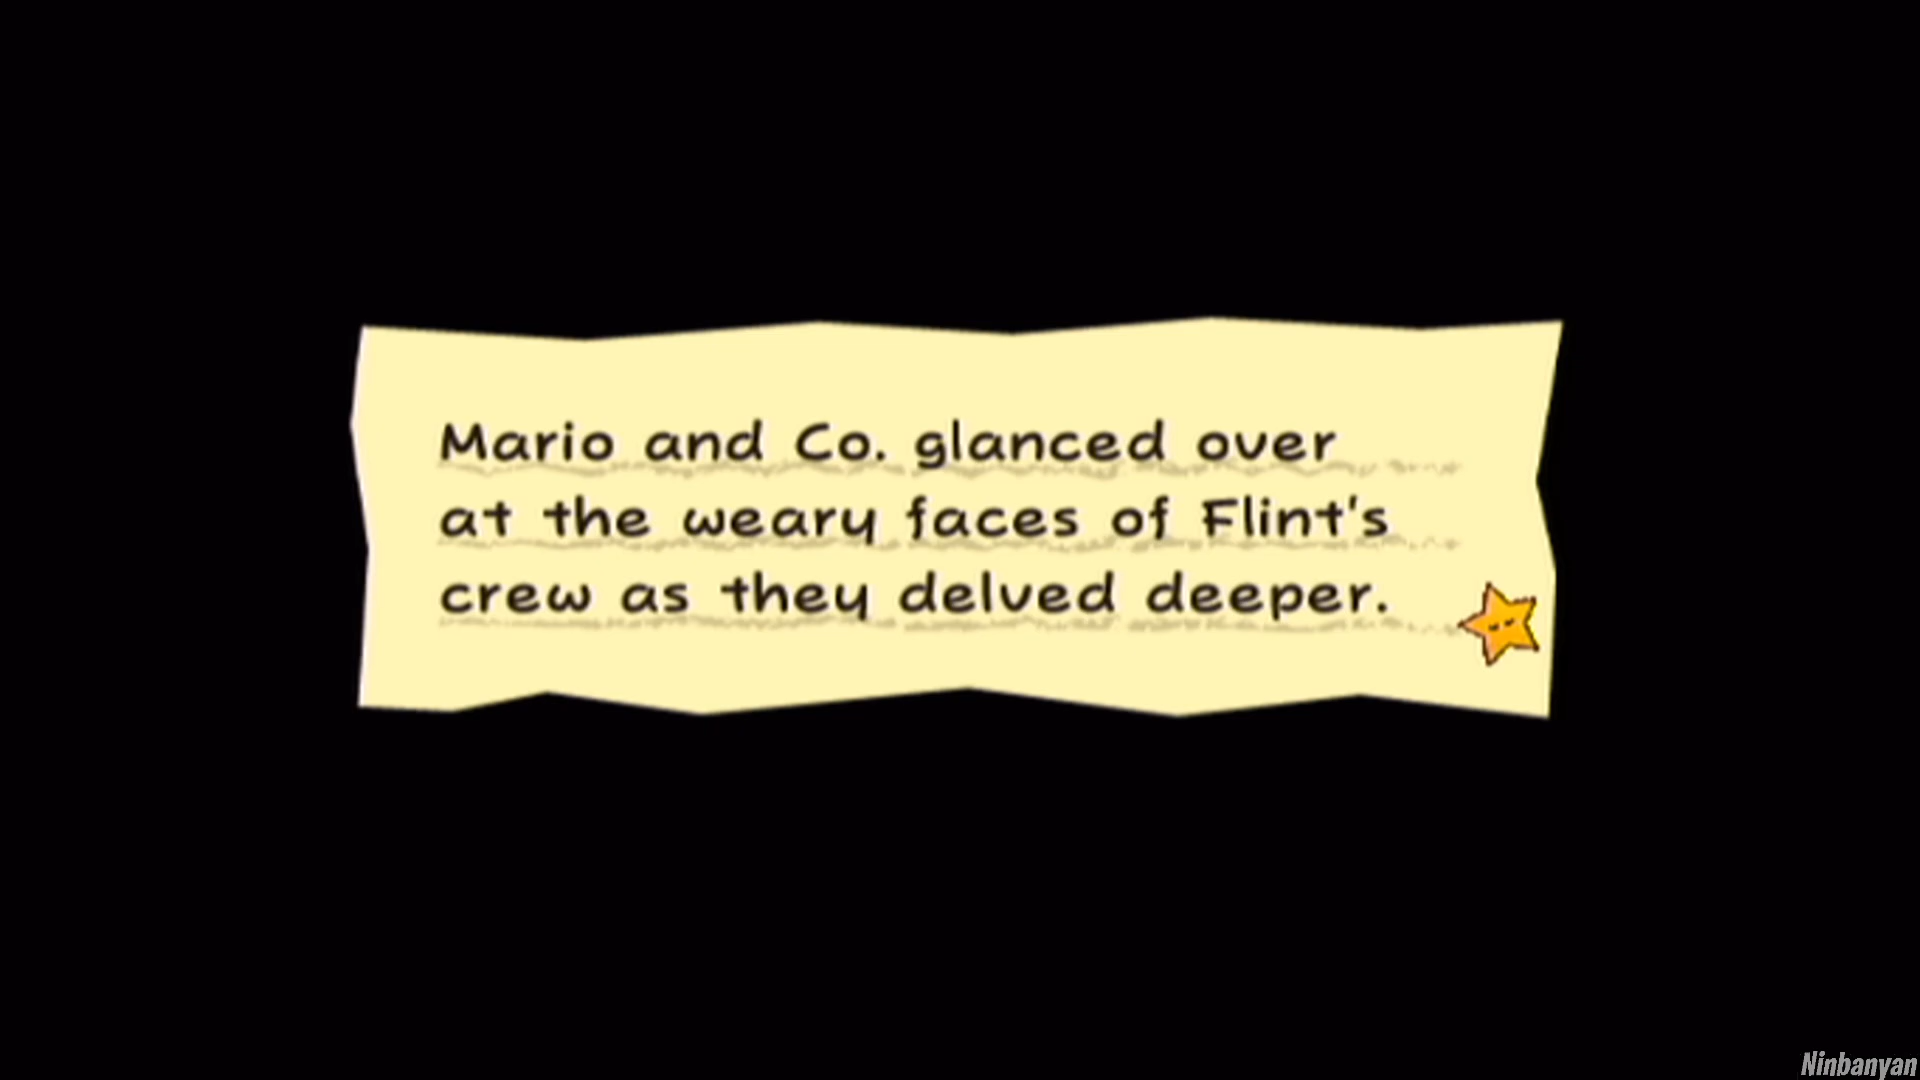 Mario and Co. glanced over
at the weary faces of Flint's
crew as they delved deeper.
Ninbanyan